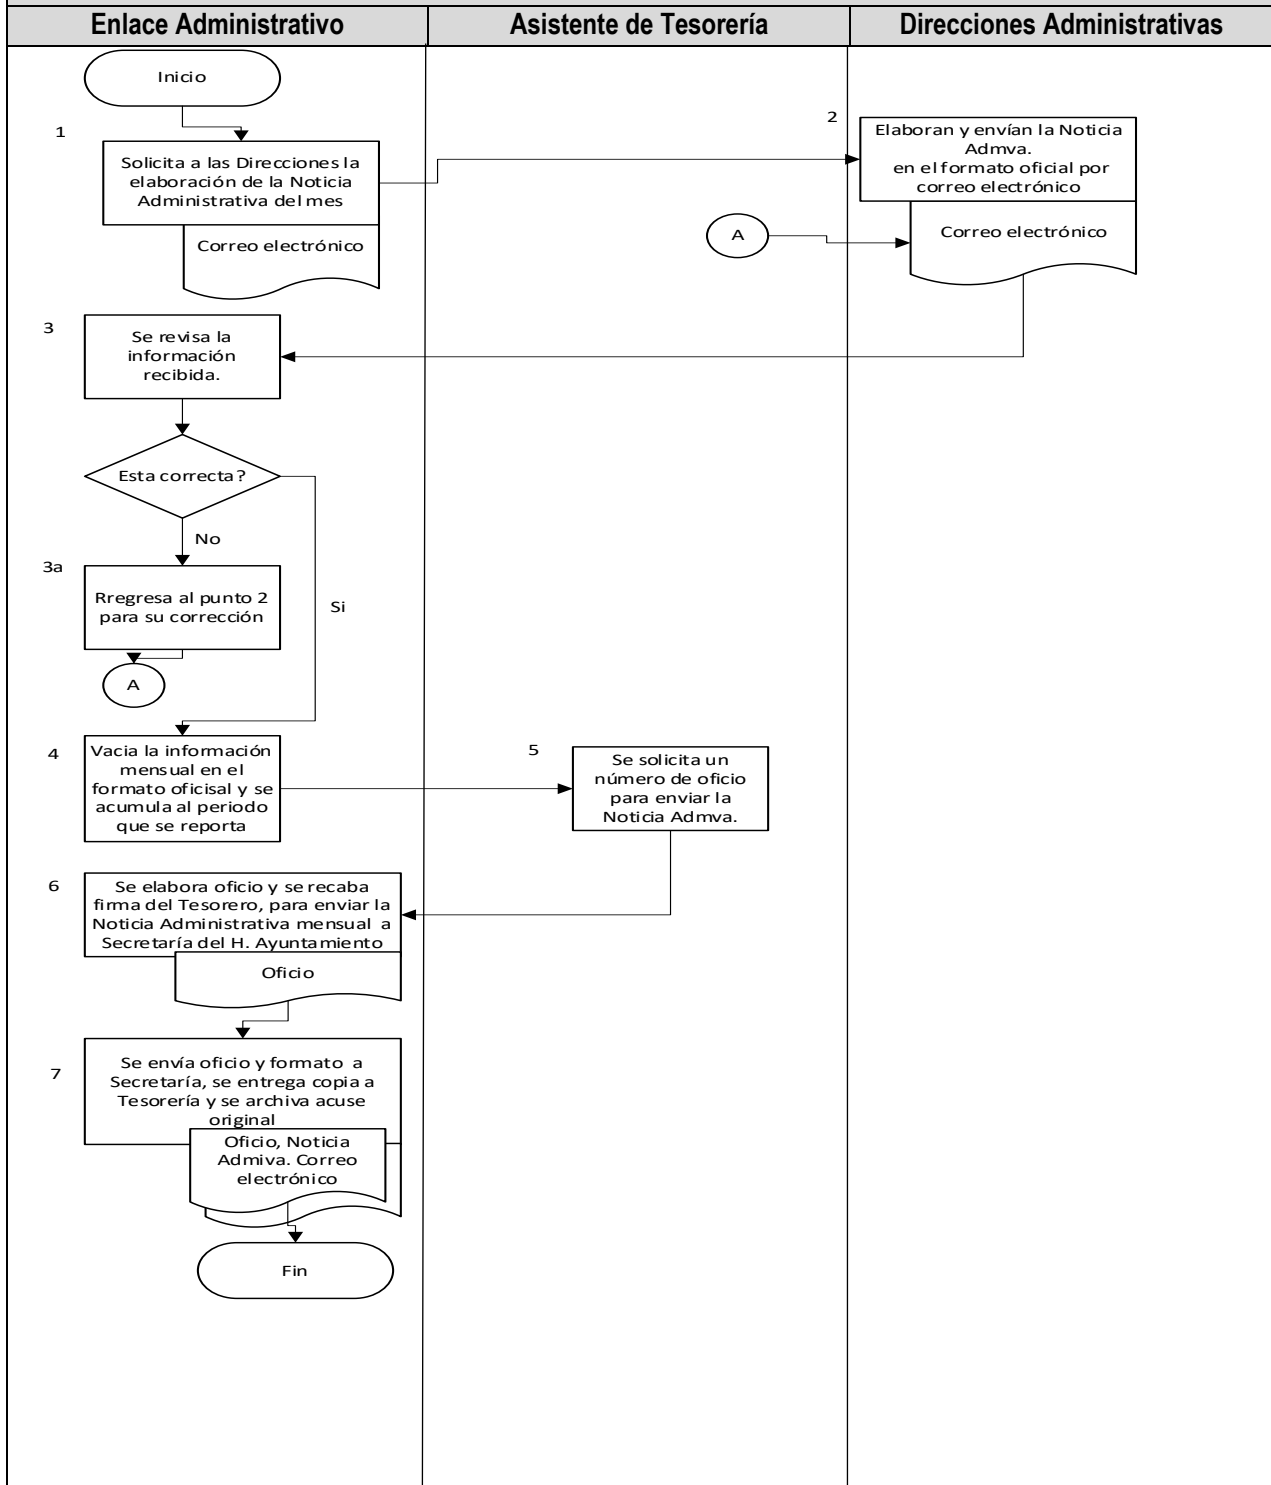 Enlace Administrativo
Asistente de Tesorería
Direcciones Administrativas
Inicio
1
Solicita a las Direcciones la
elaboración de la Noticia
Administrativa del mes
Correo electrónico
2
Elaboran y envían la Noticia
Admva.
en el formato oficial por
correo electrónico
A
Correo electrónico
3
Se revisa la
información
recibida.
Esta correcta?
No
Si
3a
Rregresa al punto 2
para su corrección
A
4
Vacia la información
mensual en el
formato oficisal y se
acumula al periodo
que se reporta
5
Se solicita un
número de oficio
para enviar la
Noticia Admva.
6
Se elabora oficio y se recaba
firma del Tesorero, para enviar la
Noticia Administrativa mensual a
Secretaría del H. Ayuntamiento
Oficio
7
Se envía oficio y formato a
Secretaría, se entrega copia a
Tesorería y se archiva acuse
original
Oficio, Noticia
Admiva. Correo
electrónico
Fin